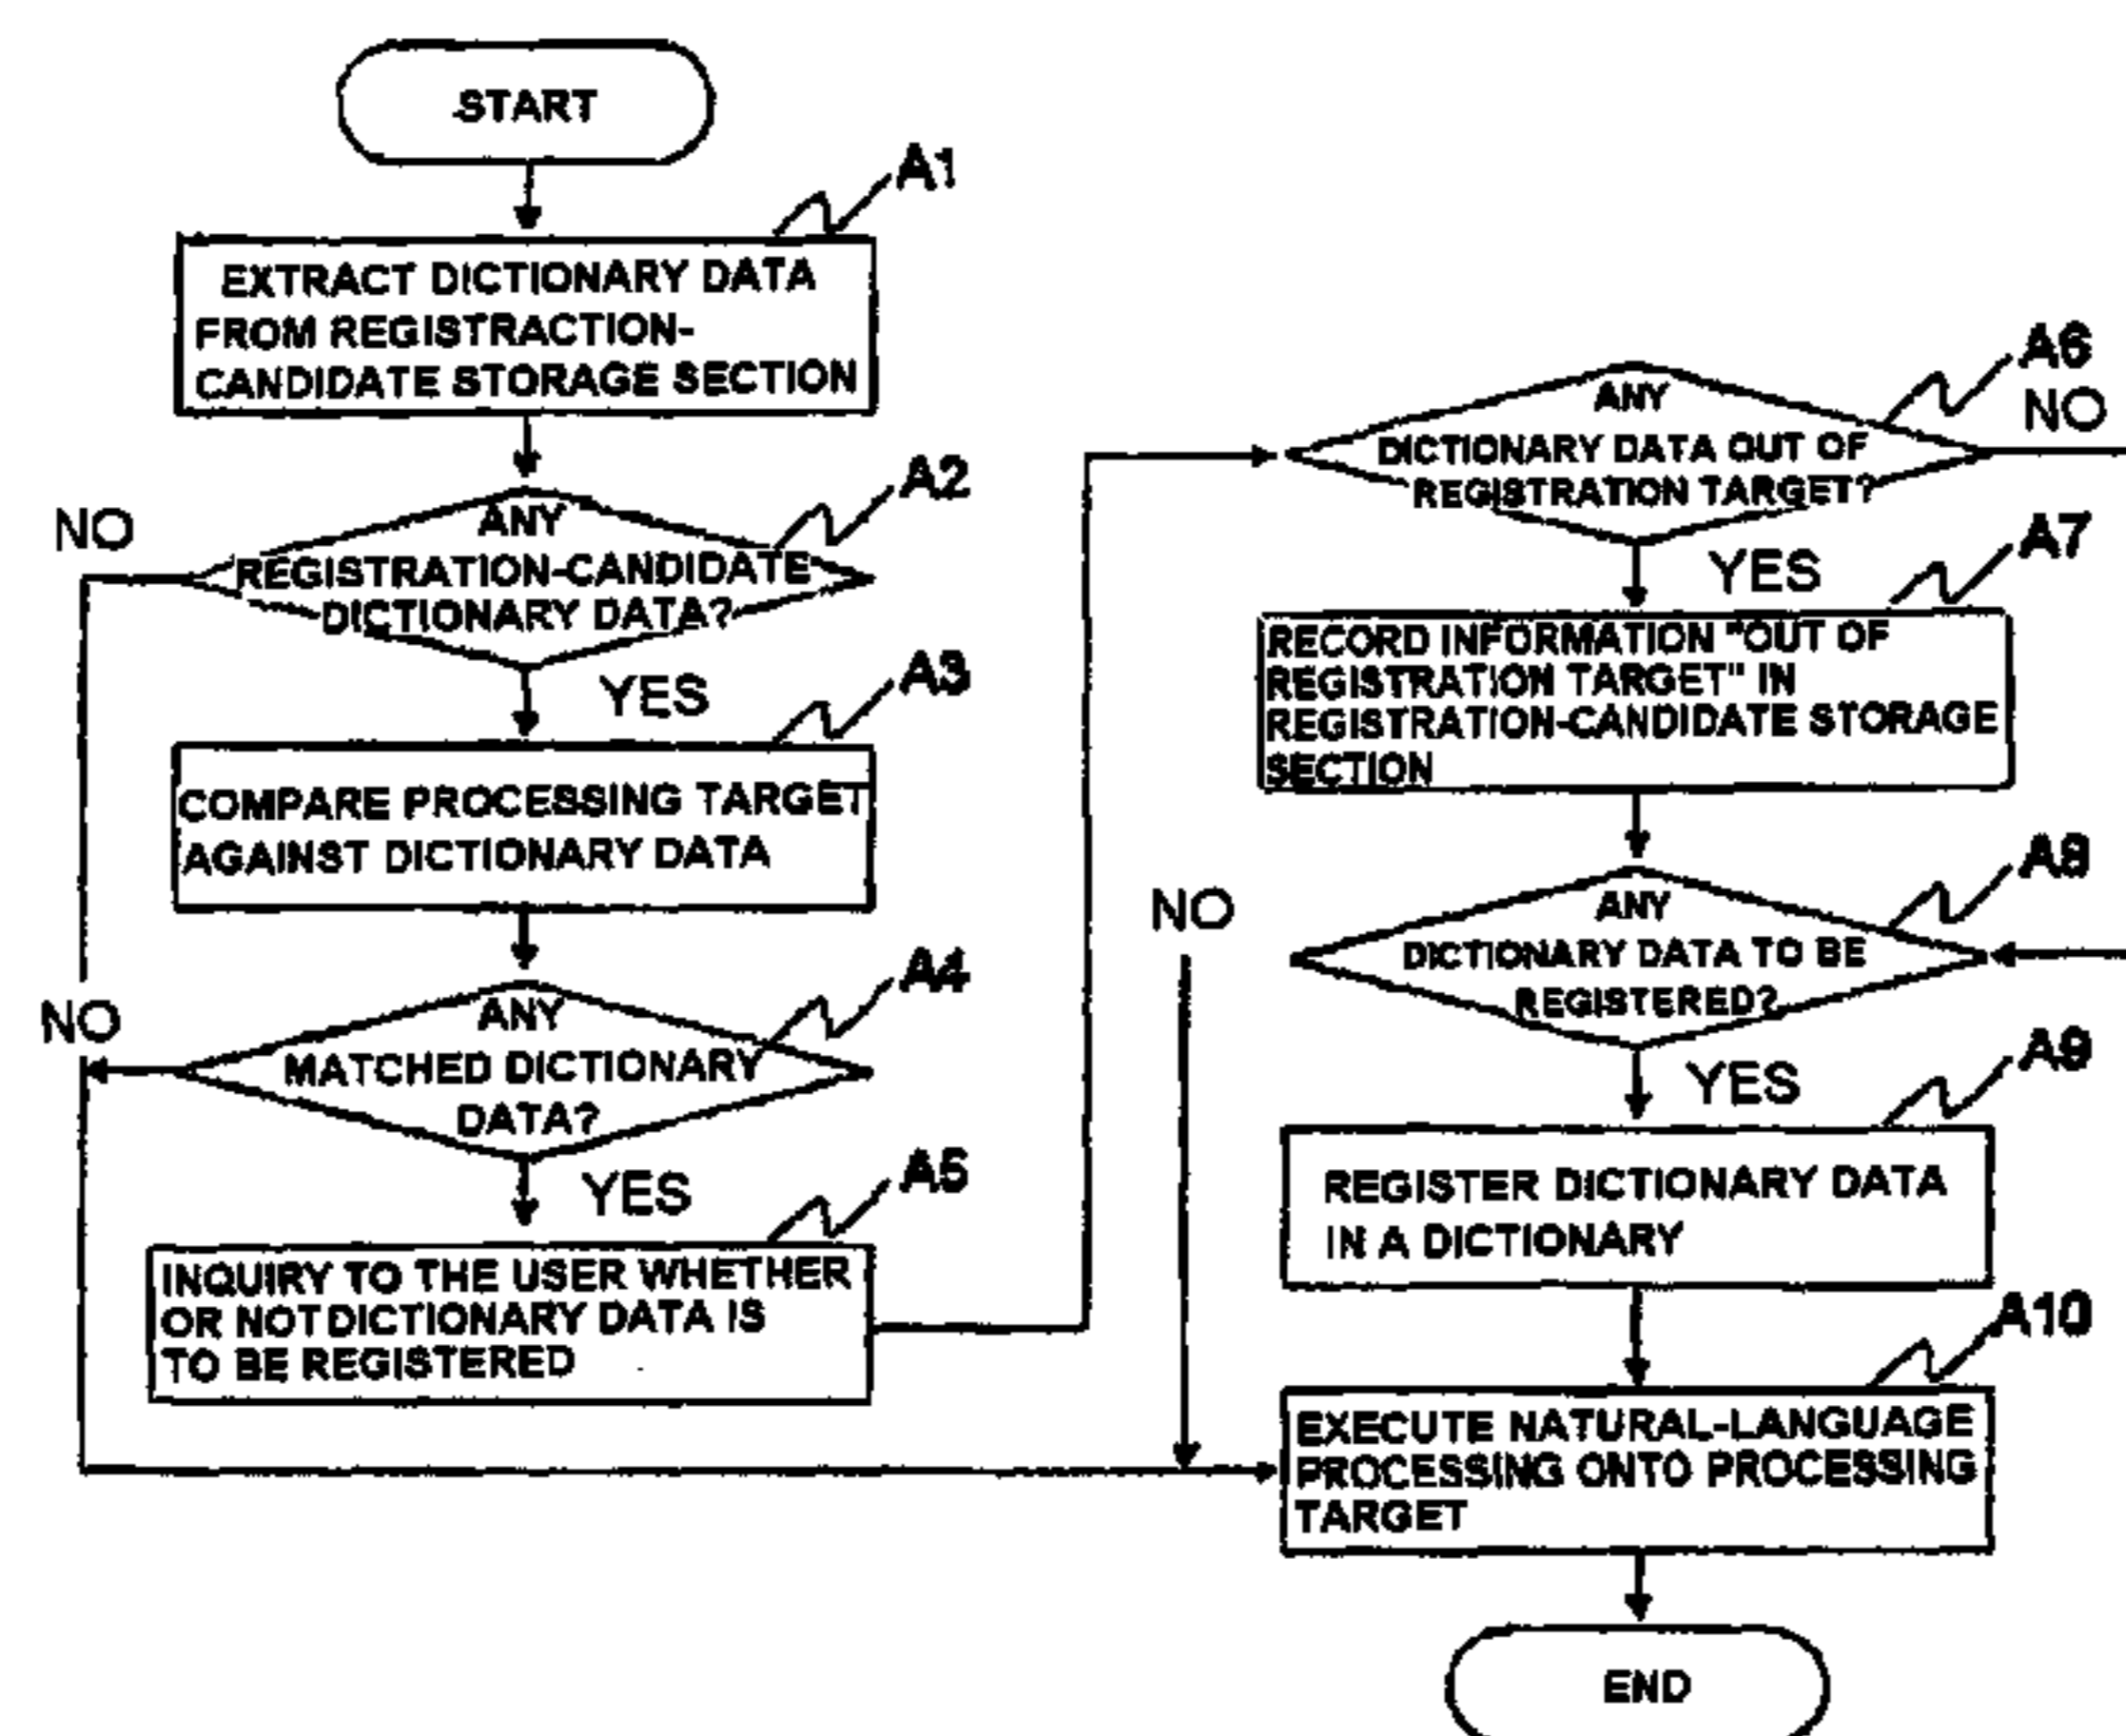 START
A1
EXTRACT DICTIONARY DATA
FROM REGISTRACTION-
CANDIDATE STORAGE SECTION
A2
NO
ANY
REGISTRATION-CANDIDATE
DICTIONARY DATA?
YES
A3
COMPARE PROCESSING TARGET
AGAINST DICTIONARY DATA
A4
NO
ANY
MATCHED DICTIONARY
DATA?
YES
A5
INQUIRY TO THE USER WHETHER
OR NOT DICTIONARY DATA IS
TO BE REGISTERED
A6
NO
ANY
DICTIONARY DATA OUT OF
REGISTRATION TARGET?
YES
A7
RECORD INFORMATION "OUT OF
REGISTRATION TARGET" IN
REGISTRATION-CANDIDATE STORAGE
SECTION
A8
NO
ANY
DICTIONARY DATA TO BE
REGISTERED?
YES
A9
REGISTER DICTIONARY DATA
IN A DICTIONARY
A10
EXECUTE NATURAL-LANGUAGE
PROCESSING ONTO PROCESSING
TARGET
END